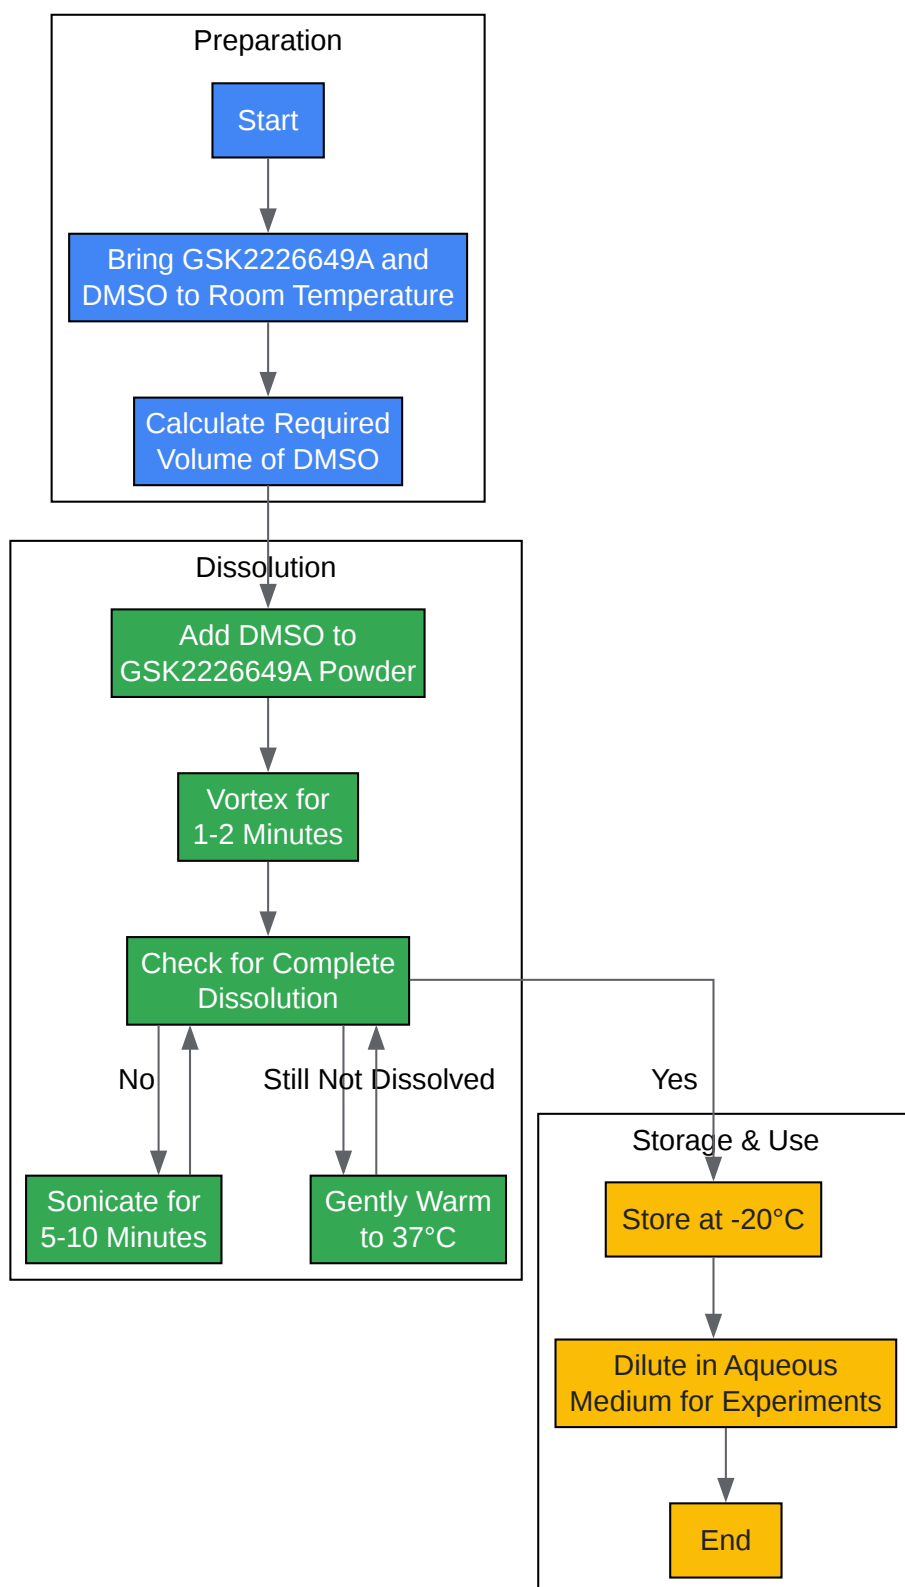 Preparation
Start
Bring GSK2226649A and
DMSO to Room Temperature
Calculate Required
Volume of DMSO
Dissolution
Add DMSO to
GSK2226649A Powder
Vortex for
1-2 Minutes
Check for Complete
Dissolution
No
Still Not Dissolved
Yes
Sonicate for
5-10 Minutes
Gently Warm
to 37°C
Storage & Use
Store at -20°C
Dilute in Aqueous
Medium for Experiments
End